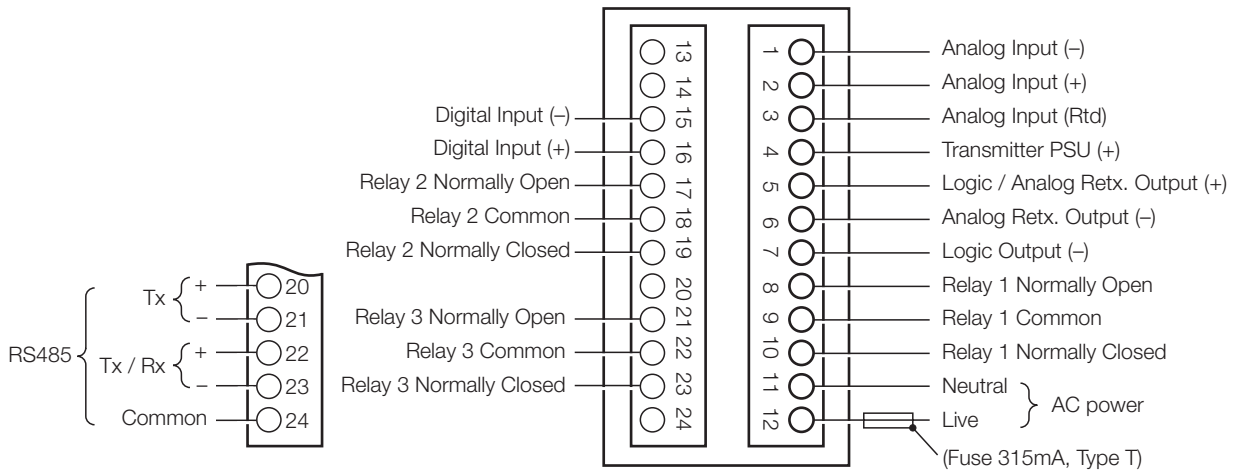 13
14
Digital Input (–) 15
Digital Input (+) 16
Relay 2 Normally Open 17
Relay 2 Common 18
Relay 2 Normally Closed 19
20
Relay 3 Normally Open 21
Relay 3 Common 22
Relay 3 Normally Closed 23
24
1 Analog Input (–)
2 Analog Input (+)
3 Analog Input (Rtd)
4 Transmitter PSU (+)
5 Logic / Analog Retx. Output (+)
6 Analog Retx. Output (–)
7 Logic Output (–)
8 Relay 1 Normally Open
9 Relay 1 Common
10 Relay 1 Normally Closed
11 Neutral
12 Live
AC power
(Fuse 315mA, Type T)
RS485
Tx
+ 20
– 21
Tx / Rx
+ 22
– 23
Common 24